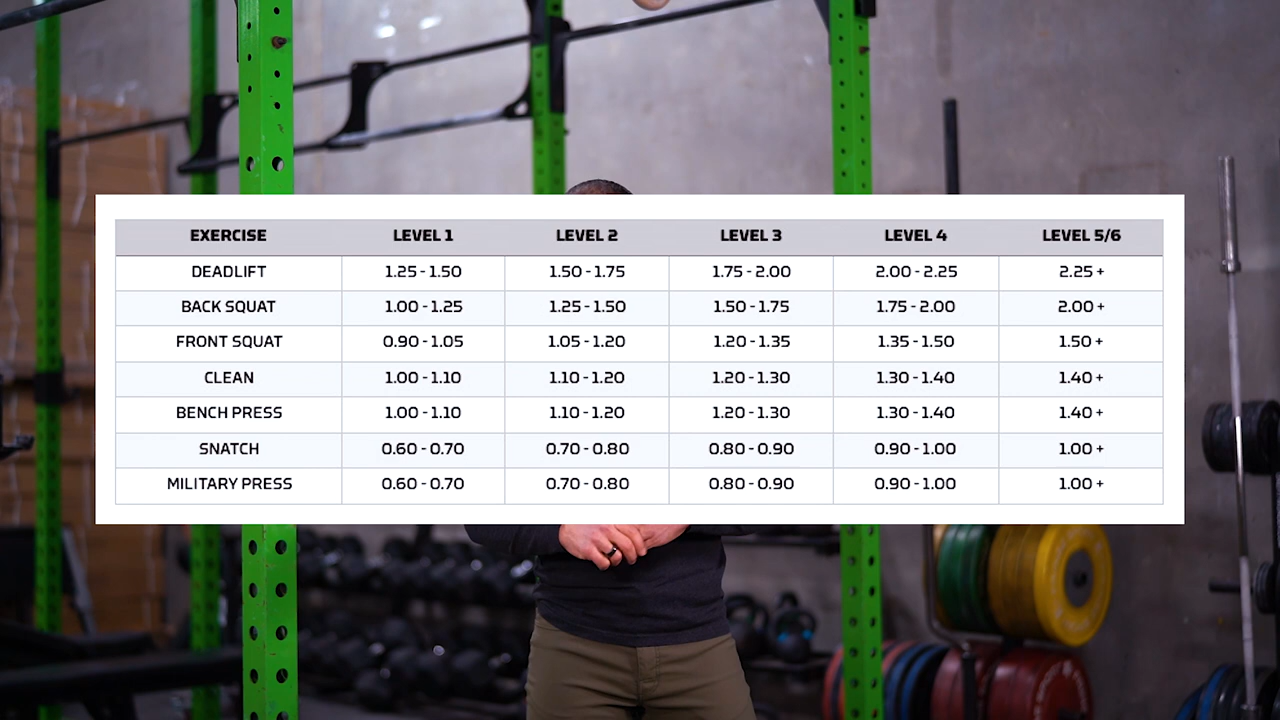 EXERCISE LEVEL 1 LEVEL 2 LEVEL 3 LEVEL 4 LEVEL 5/6
DEADLIFT 1.25 - 1.50 1.50 - 1.75 1.75 - 2.00 2.00 - 2.25 2.25 +
BACK SQUAT 1.00 - 1.25 1.25 - 1.50 1.50 - 1.75 1.75 - 2.00 2.00 +
FRONT SQUAT 0.90 - 1.05 1.05 - 1.20 1.20 - 1.35 1.35 - 1.50 1.50 +
CLEAN 1.00 - 1.10 1.10 - 1.20 1.20 - 1.30 1.30 - 1.40 1.40 +
BENCH PRESS 1.00 - 1.10 1.10 - 1.20 1.20 - 1.30 1.30 - 1.40 1.40 +
SNATCH 0.60 - 0.70 0.70 - 0.80 0.80 - 0.90 0.90 - 1.00 1.00 +
MILITARY PRESS 0.60 - 0.70 0.70 - 0.80 0.80 - 0.90 0.90 - 1.00 1.00 +